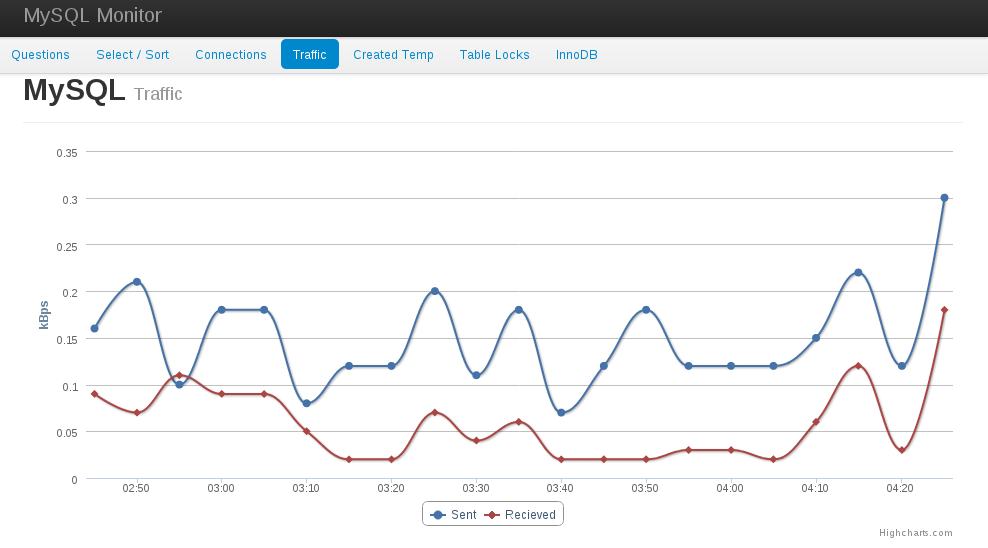 MySQL Monitor
Questions Select / Sort Connections Traffic Created Temp Table Locks InnoDB
MySQL Traffic
0.35
0.3
0.25
0.2
0.15
0.1
0.05
0
kBps
02:50 03:00 03:10 03:20 03:30 03:40 03:50 04:00 04:10 04:20
Sent Recieved
Highcharts.com